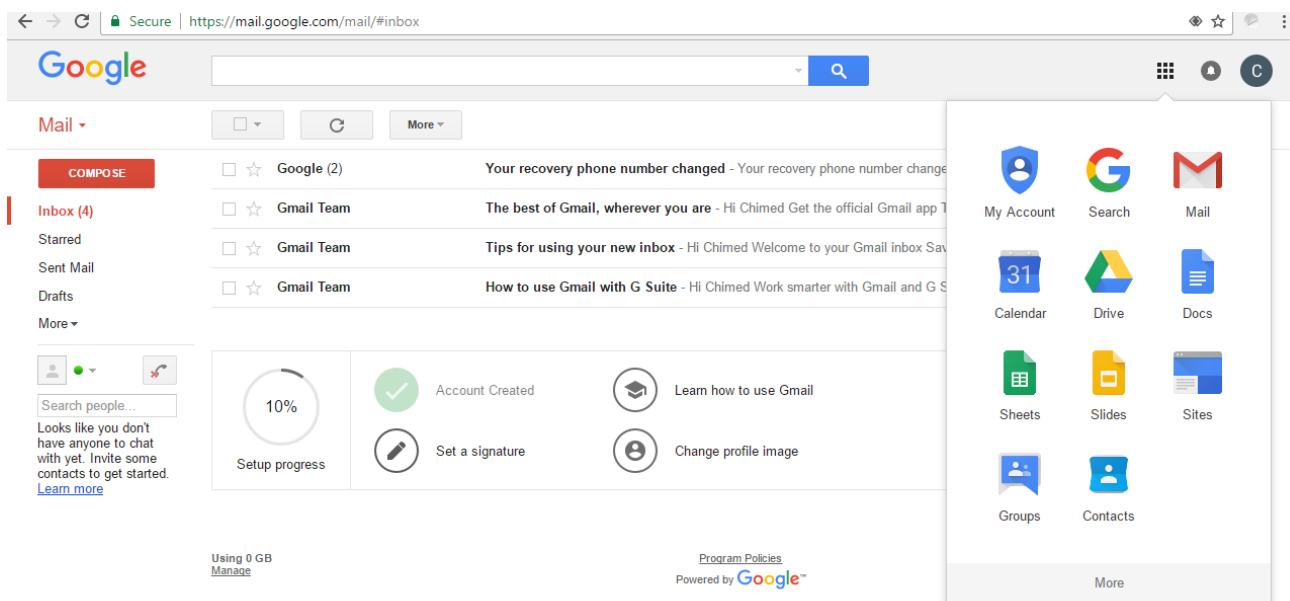 Secure https://mail.google.com/mail/#inbox
Google
C
Mail
More
COMPOSE
Inbox (4)
Starred
Sent Mail
Drafts
More
Google (2) Your recovery phone number changed - Your recovery phone number change
Gmail Team The best of Gmail, wherever you are - Hi Chimed Get the official Gmail app
Gmail Team Tips for using your new inbox - Hi Chimed Welcome to your Gmail inbox Sav
Gmail Team How to use Gmail with G Suite - Hi Chimed Work smarter with Gmail and G S
Search people...
Looks like you don't
have anyone to chat
with yet. Invite some
contacts to get started.
Learn more
10%
Setup progress
Account Created
Learn how to use Gmail
Set a signature
Change profile image
Using 0 GB
Manage
Program Policies
Powered by Google™
My Account Search Mail
31
Calendar Drive Docs
Sheets Slides Sites
Groups Contacts
More